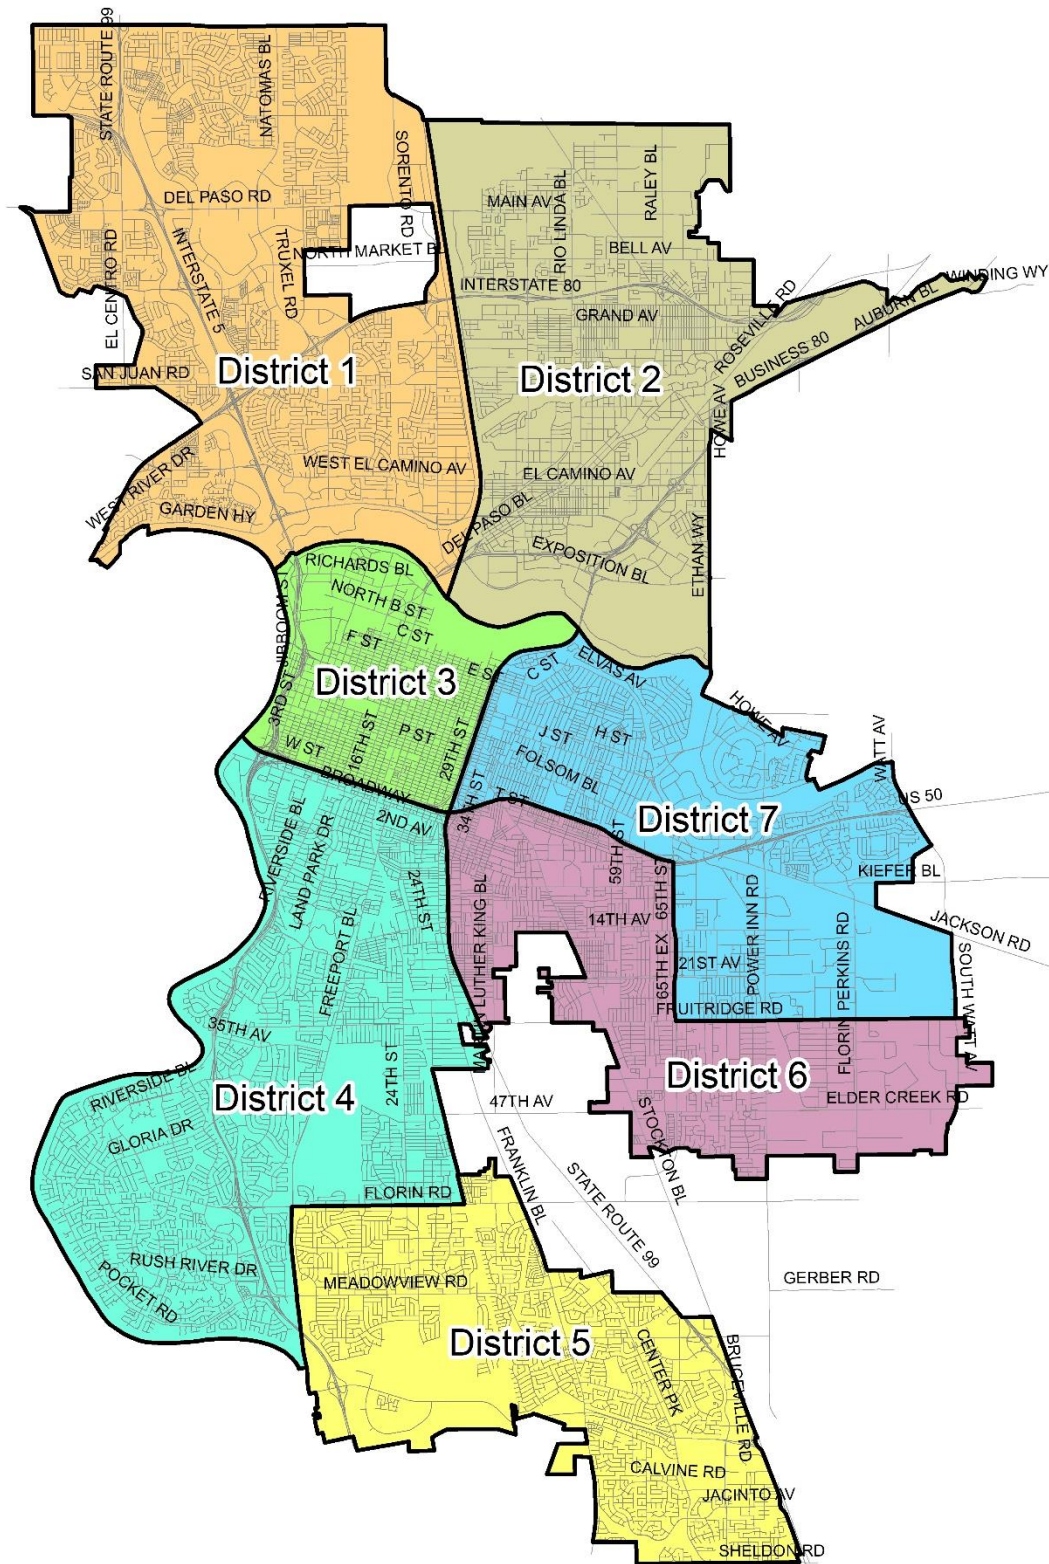 STATE ROUTE 99
NATOMAS BL
SORENTO RD
DEL PASO RD
MAIN AV
RIO LINDA BL
RALEY BL
BELL AV
EL CENTRO RD
INTERSTATE 5
TRUXEL RD
NORTH MARKET BL
INTERSTATE 80
GRAND AV
ROSEVILLE RD
AUBURN BL
WINDING WY
BUSINESS 80
SAN JUAN RD
District 1
District 2
HOWE AV
WEST RIVER DR
WEST EL CAMINO AV
EL CAMINO AV
GARDEN HY
DEL PASO BL
EXPOSITION BL
ETHAN WY
RICHARDS BL
JIBBOOM ST
NORTH B ST
C ST
F ST
E ST
C ST
ELVAS AV
District 3
3RD ST
HOWE AV
W ST
16TH ST
P ST
29TH ST
J ST
H ST
FOLSOM BL
WATT AV
BROADWAY
2ND AV
34TH ST
T ST
District 7
US 50
RIVERSIDE BL
LAND PARK DR
59TH ST
KIEFER BL
24TH ST
65TH ST
FREEPORT BL
MARTIN LUTHER KING BL
14TH AV
POWER INN RD
JACKSON RD
21ST AV
65TH EX
FLORIN PERKINS RD
FRUITRIDGE RD
SOUTH WATT AV
35TH AV
24TH ST
RIVERSIDE BL
District 4
District 6
47TH AV
ELDER CREEK RD
GLORIA DR
STOCKTON BL
FRANKLIN BL
STATE ROUTE 99
FLORIN RD
RUSH RIVER DR
POCKET RD
MEADOWVIEW RD
GERBER RD
District 5
CENTER PK
BRUCEVILLE RD
CALVINE RD
JACINTO AV
SHELDON RD